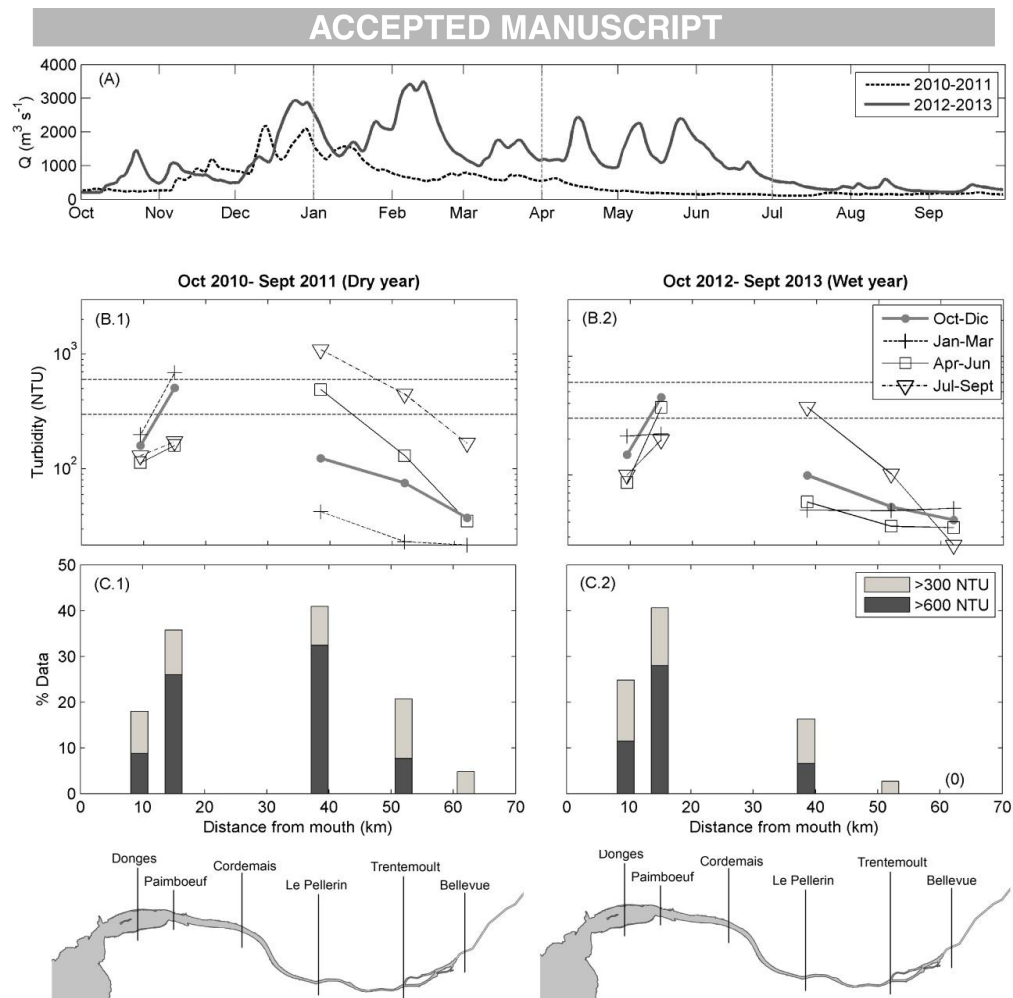 ACCEPTED MANUSCRIPT
(A)
2010-2011
2012-2013
Q (m³ s⁻¹)
4000
3000
2000
1000
0
Oct Nov Dec Jan Feb Mar Apr May Jun Jul Aug Sep
Oct 2010- Sept 2011 (Dry year)
Oct 2012- Sept 2013 (Wet year)
(B.1)
Turbidity (NTU)
10³
10²
(B.2)
Oct-Dic
Jan-Mar
Apr-Jun
Jul-Sept
(C.1)
% Data
50
40
30
20
10
0
0 10 20 30 40 50 60 70
Distance from mouth (km)
(C.2)
>300 NTU
>600 NTU
(0)
0 10 20 30 40 50 60 70
Distance from mouth (km)
Donges
Paimboeuf
Cordemais
Le Pellerin
Trentemoult
Bellevue
Donges
Paimboeuf
Cordemais
Le Pellerin
Trentemoult
Bellevue